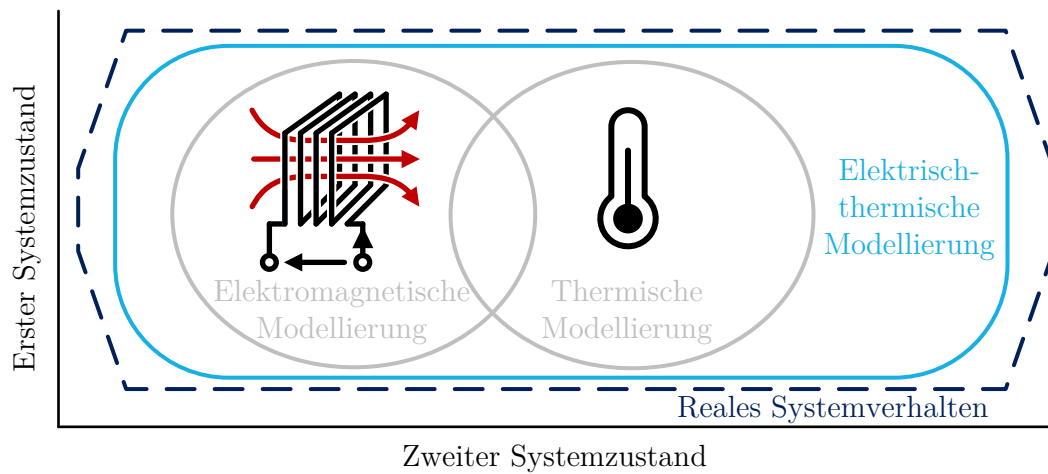 Erster Systemzustand
Elektromagnetische
Modellierung
Thermische
Modellierung
Elektrisch-
thermische
Modellierung
Reales Systemverhalten
Zweiter Systemzustand